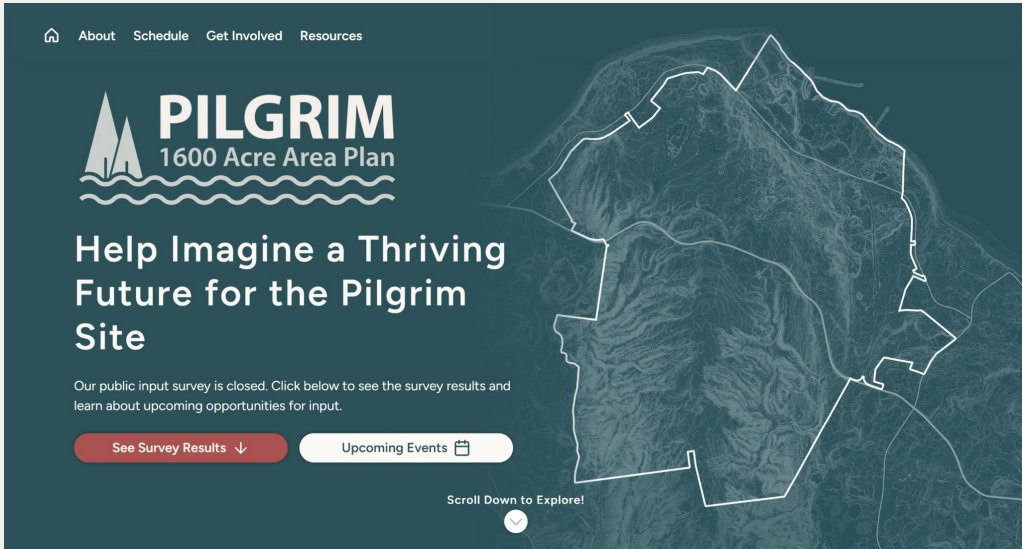 About Schedule Get Involved Resources
PILGRIM
1600 Acre Area Plan
Help Imagine a Thriving
Future for the Pilgrim
Site
Our public input survey is closed. Click below to see the survey results and
learn about upcoming opportunities for input.
See Survey Results Upcoming Events
Scroll Down to Explore!